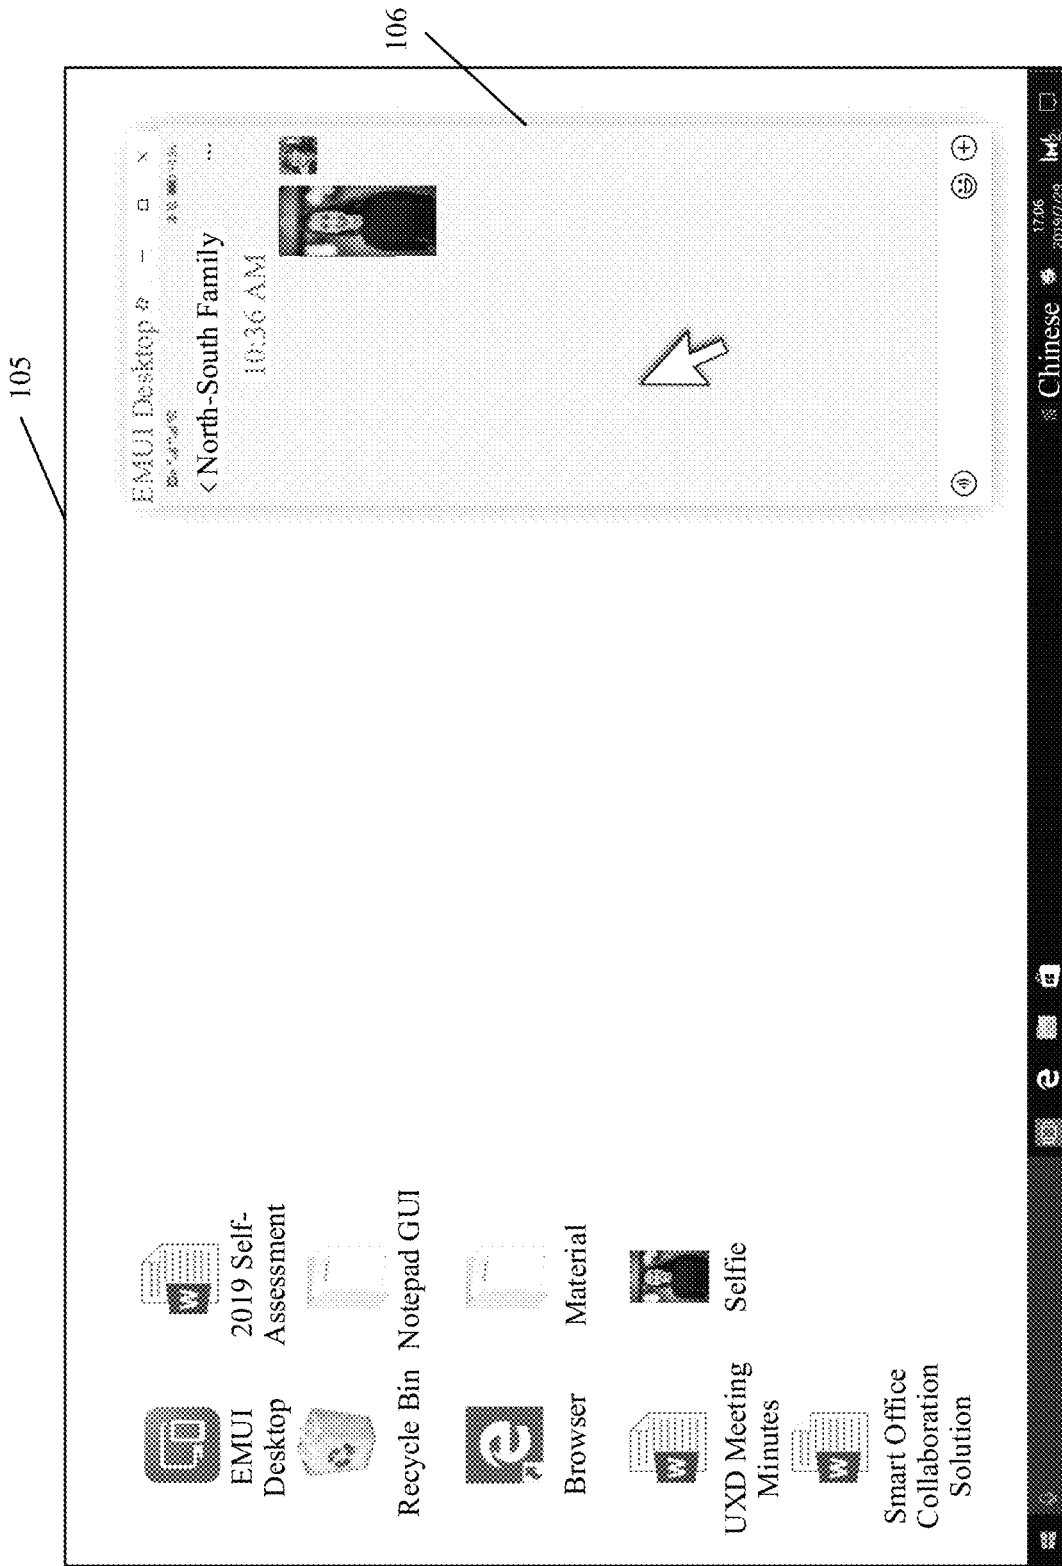 105
106
EMUI Desktop
< North-South Family
...
10:36 AM
EMUI
Desktop
2019 Self-
Assessment
Recycle Bin
Notepad GUI
Browser
Material
UXD Meeting
Minutes
Selfie
Smart Office
Collaboration
Solution
Chinese
17:06